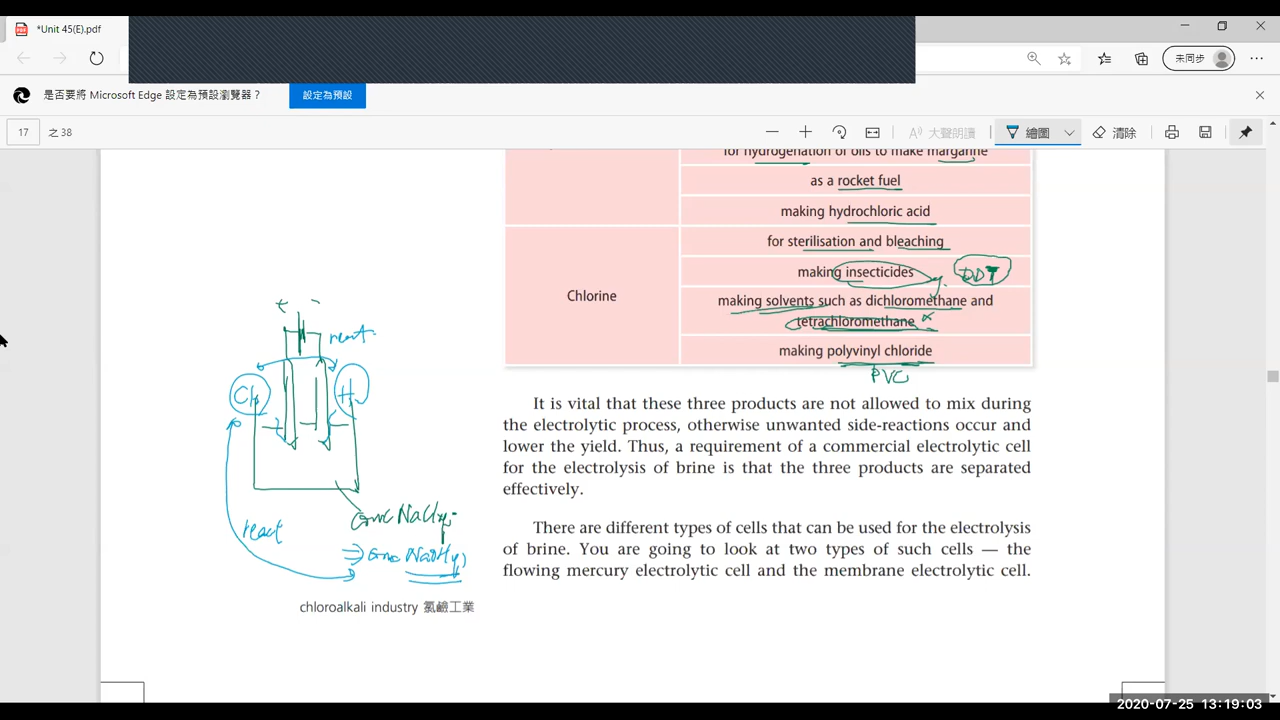 *Unit 45(E).pdf
未同步
是否要將 Microsoft Edge 設定為預設瀏覽器？
設定為預設
17 之 38
大聲朗讀
繪圖
清除
for hydrogenation of oils to make margarine
as a rocket fuel
making hydrochloric acid
Chlorine
for sterilisation and bleaching
making insecticides
DDT
making solvents such as dichloromethane and
tetrachloromethane
making polyvinyl chloride
PVC
+ -
react
Cl₂
H₂
conc NaCl(aq)
react
conc NaOH(aq)
It is vital that these three products are not allowed to mix during
the electrolytic process, otherwise unwanted side-reactions occur and
lower the yield. Thus, a requirement of a commercial electrolytic cell
for the electrolysis of brine is that the three products are separated
effectively.
There are different types of cells that can be used for the electrolysis
of brine. You are going to look at two types of such cells — the
flowing mercury electrolytic cell and the membrane electrolytic cell.
chloroalkali industry 氯鹼工業
2020-07-25 13:19:03